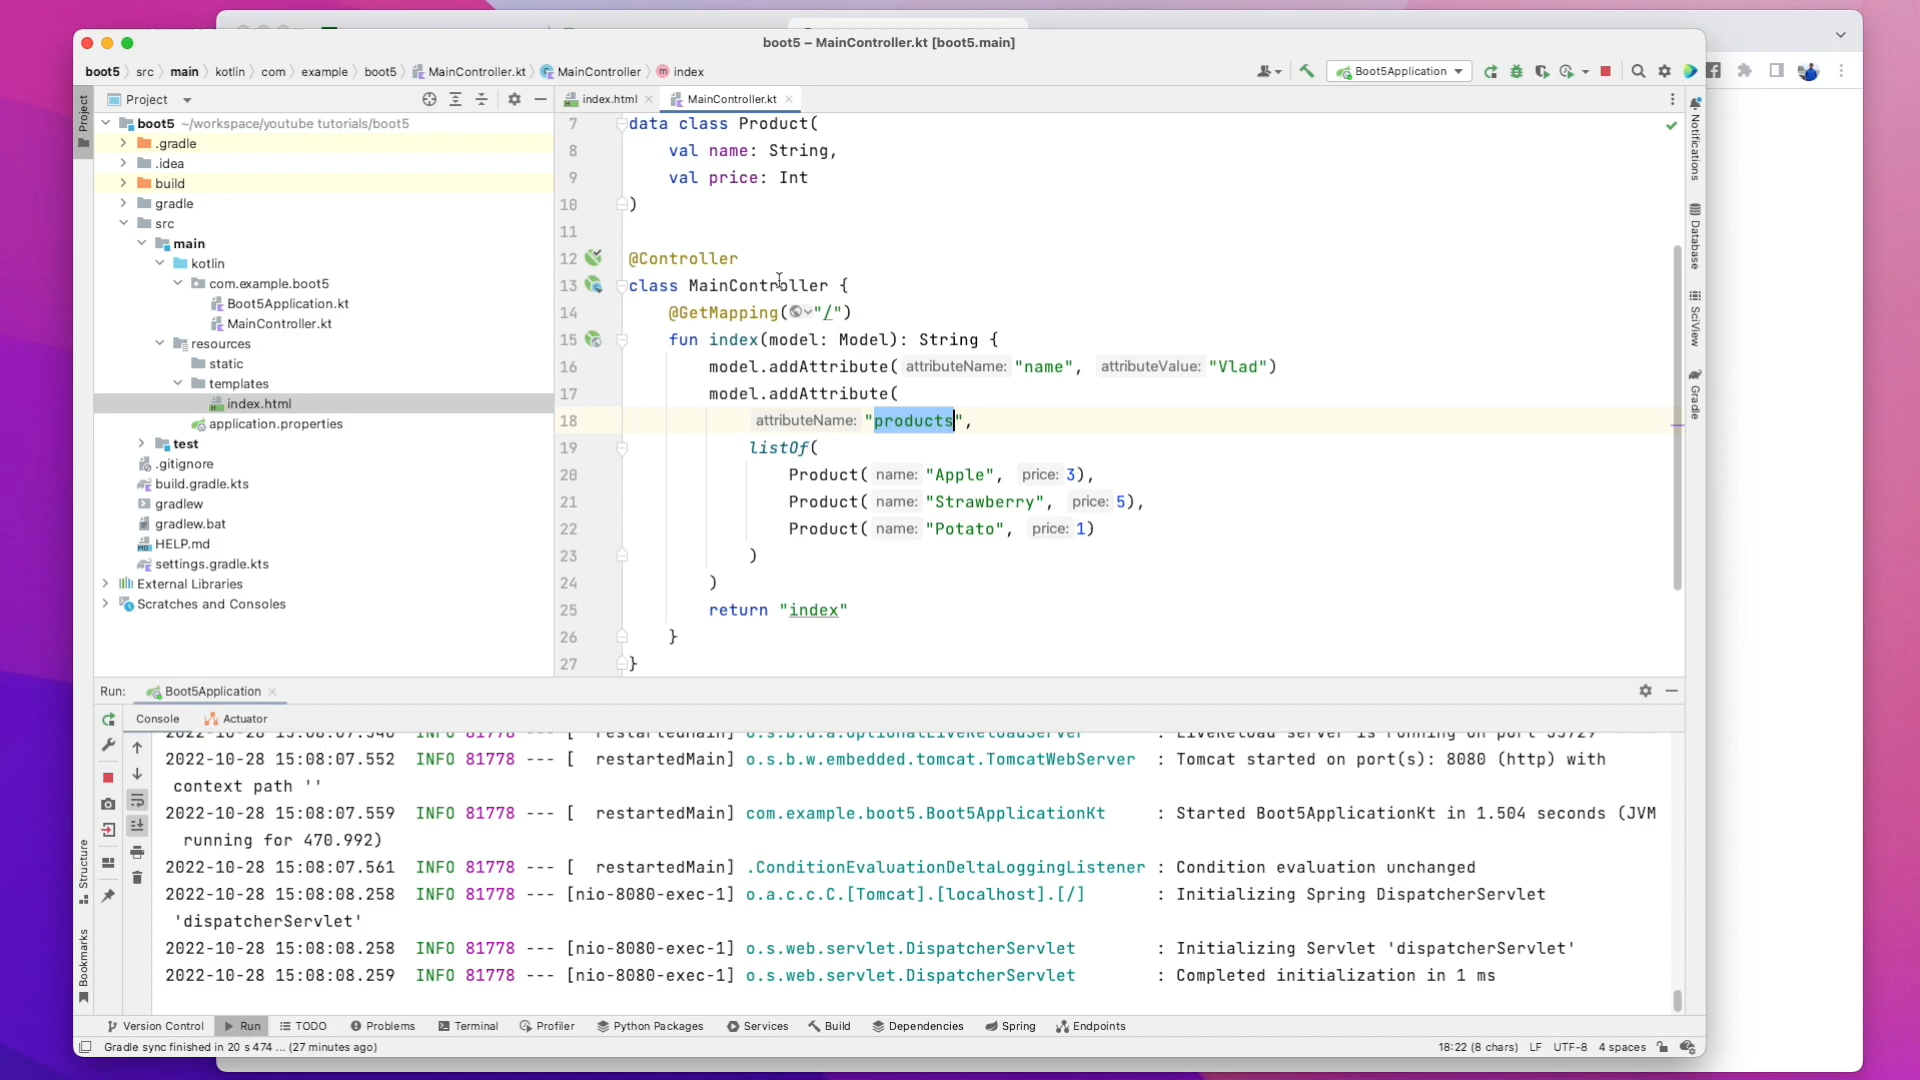 boot5 – MainController.kt [boot5.main]
boot5 src main kotlin com example boot5 MainController.kt MainController index
Boot5Application
Project
index.html
MainController.kt
Project
boot5 ~/workspace/youtube tutorials/boot5
.gradle
.idea
build
gradle
src
main
kotlin
com.example.boot5
Boot5Application.kt
MainController.kt
resources
static
templates
index.html
application.properties
test
.gitignore
build.gradle.kts
gradlew
gradlew.bat
HELP.md
settings.gradle.kts
External Libraries
Scratches and Consoles
7 data class Product(
8 val name: String,
9 val price: Int
10 )
11
12 @Controller
13 class MainController {
14 @GetMapping("/")
15 fun index(model: Model): String {
16 model.addAttribute( attributeName: "name", attributeValue: "Vlad")
17 model.addAttribute(
18 attributeName: "products",
19 listOf(
20 Product( name: "Apple", price: 3),
21 Product( name: "Strawberry", price: 5),
22 Product( name: "Potato", price: 1)
23 )
24 )
25 return "index"
26 }
27 }
Notifications
Database
SciView
Gradle
Run: Boot5Application
Console Actuator
2022-10-28 15:08:07.552 INFO 81778 --- [ restartedMain] o.s.b.w.embedded.tomcat.TomcatWebServer : Tomcat started on port(s): 8080 (http) with
context path ''
2022-10-28 15:08:07.559 INFO 81778 --- [ restartedMain] com.example.boot5.Boot5ApplicationKt : Started Boot5ApplicationKt in 1.504 seconds (JVM
running for 470.992)
2022-10-28 15:08:07.561 INFO 81778 --- [ restartedMain] .ConditionEvaluationDeltaLoggingListener : Condition evaluation unchanged
2022-10-28 15:08:08.258 INFO 81778 --- [nio-8080-exec-1] o.a.c.c.C.[Tomcat].[localhost].[/] : Initializing Spring DispatcherServlet
'dispatcherServlet'
2022-10-28 15:08:08.258 INFO 81778 --- [nio-8080-exec-1] o.s.web.servlet.DispatcherServlet : Initializing Servlet 'dispatcherServlet'
2022-10-28 15:08:08.259 INFO 81778 --- [nio-8080-exec-1] o.s.web.servlet.DispatcherServlet : Completed initialization in 1 ms
Structure
Bookmarks
Version Control Run TODO Problems Terminal Profiler Python Packages Services Build Dependencies Spring Endpoints
Gradle sync finished in 20 s 474 ... (27 minutes ago)
18:22 (8 chars) LF UTF-8 4 spaces